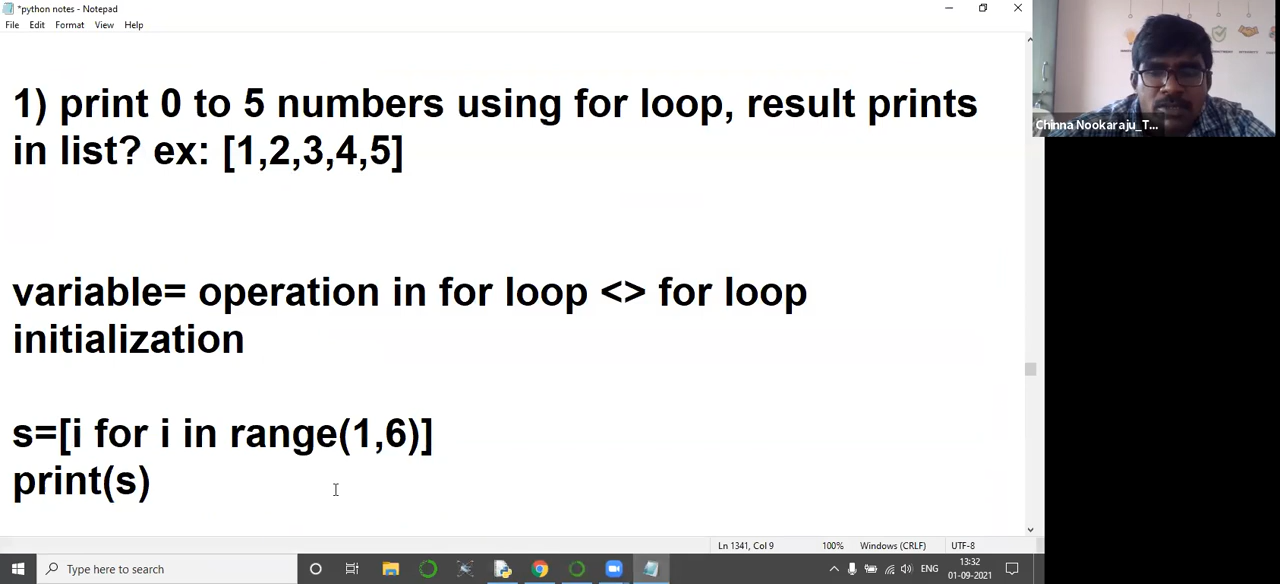 *python notes - Notepad
File Edit Format View Help
1) print 0 to 5 numbers using for loop, result prints
in list? ex: [1,2,3,4,5]
variable= operation in for loop <> for loop
initialization
s=[i for i in range(1,6)]
print(s)
Chinna Nookaraju_T...
Ln 1341, Col 9 100% Windows (CRLF) UTF-8
Type here to search
ENG
13:32
01-09-2021